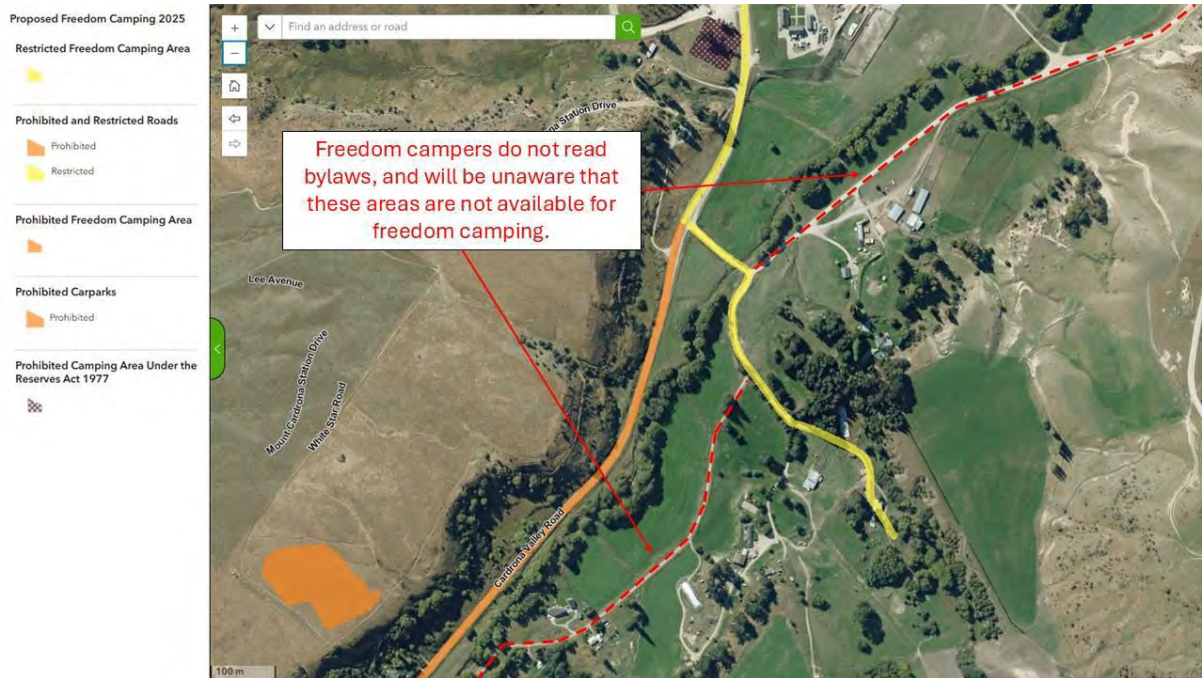 Proposed Freedom Camping 2025
Restricted Freedom Camping Area
Prohibited and Restricted Roads
Prohibited
Restricted
Prohibited Freedom Camping Area
Prohibited Carparks
Prohibited
Prohibited Camping Area Under the
Reserves Act 1977
Find an address or road
Freedom campers do not read
bylaws, and will be unaware that
these areas are not available for
freedom camping.
Station Drive
Lee Avenue
Mount Cardrona Station Drive
White Star Road
Cardrona Valley Road
100 m